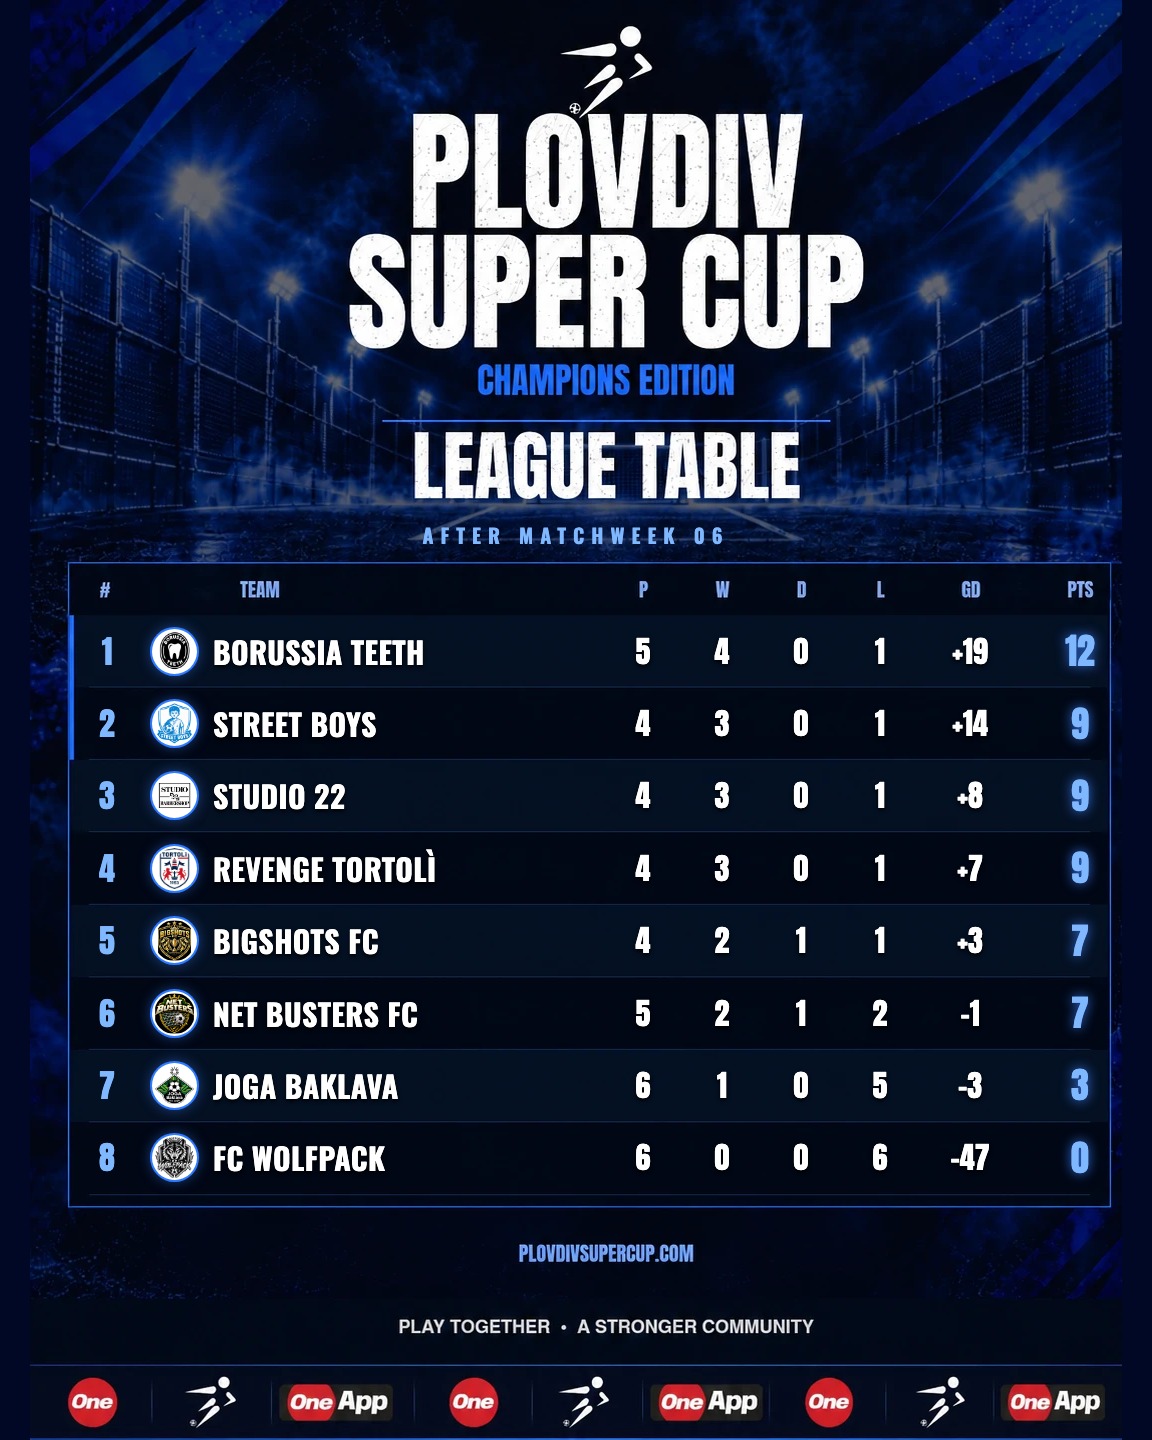 PLOVDIV
SUPER CUP
CHAMPIONS EDITION
LEAGUE TABLE
AFTER MATCHWEEK 06
# TEAM P W D L GD PTS
1 BORUSSIA TEETH 5 4 0 1 +19 12
2 STREET BOYS 4 3 0 1 +14 9
3 STUDIO 22 4 3 0 1 +8 9
4 REVENGE TORTOLÌ 4 3 0 1 +7 9
5 BIGSHOTS FC 4 2 1 1 +3 7
6 NET BUSTERS FC 5 2 1 2 -1 7
7 JOGA BAKLAVA 6 1 0 5 -3 3
8 FC WOLFPACK 6 0 0 6 -47 0
PLOVDIVSUPERCUP.COM
PLAY TOGETHER • A STRONGER COMMUNITY
One One App One One App One One App